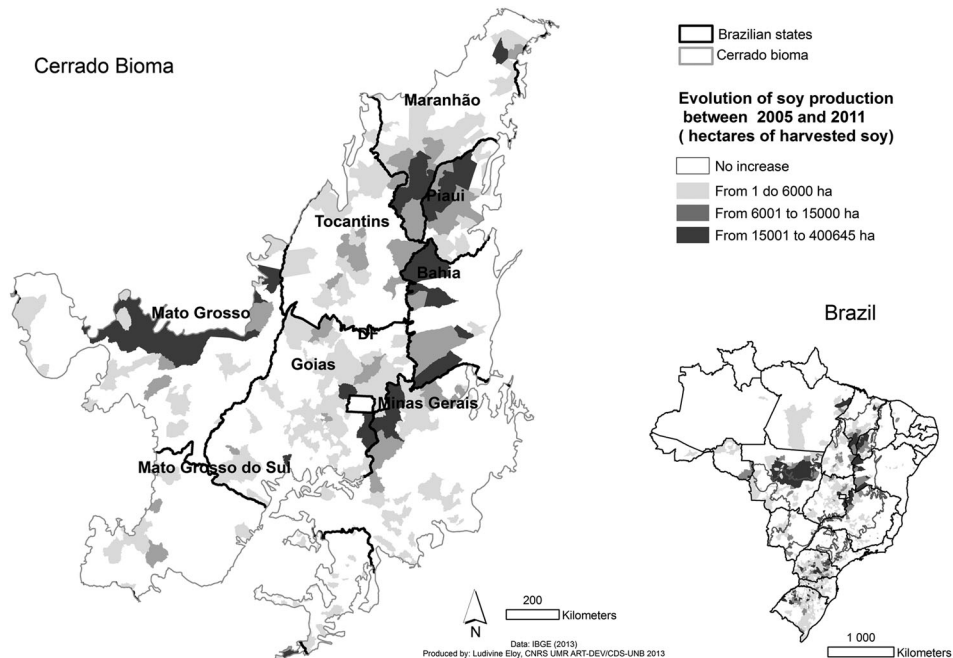 Cerrado Bioma
Brazilian states
Cerrado bioma
Evolution of soy production
between 2005 and 2011
( hectares of harvested soy)
No increase
From 1 do 6000 ha
From 6001 to 15000 ha
From 15001 to 400645 ha
Maranhão
Piaui
Tocantins
Bahia
Mato Grosso
DF
Goias
Minas Gerais
Mato Grosso do Sul
Brazil
N
200
Kilometers
1 000
Kilometers
Data: IBGE (2013)
Produced by: Ludivine Eloy, CNRS UMR ART-DEV/CDS-UNB 2013